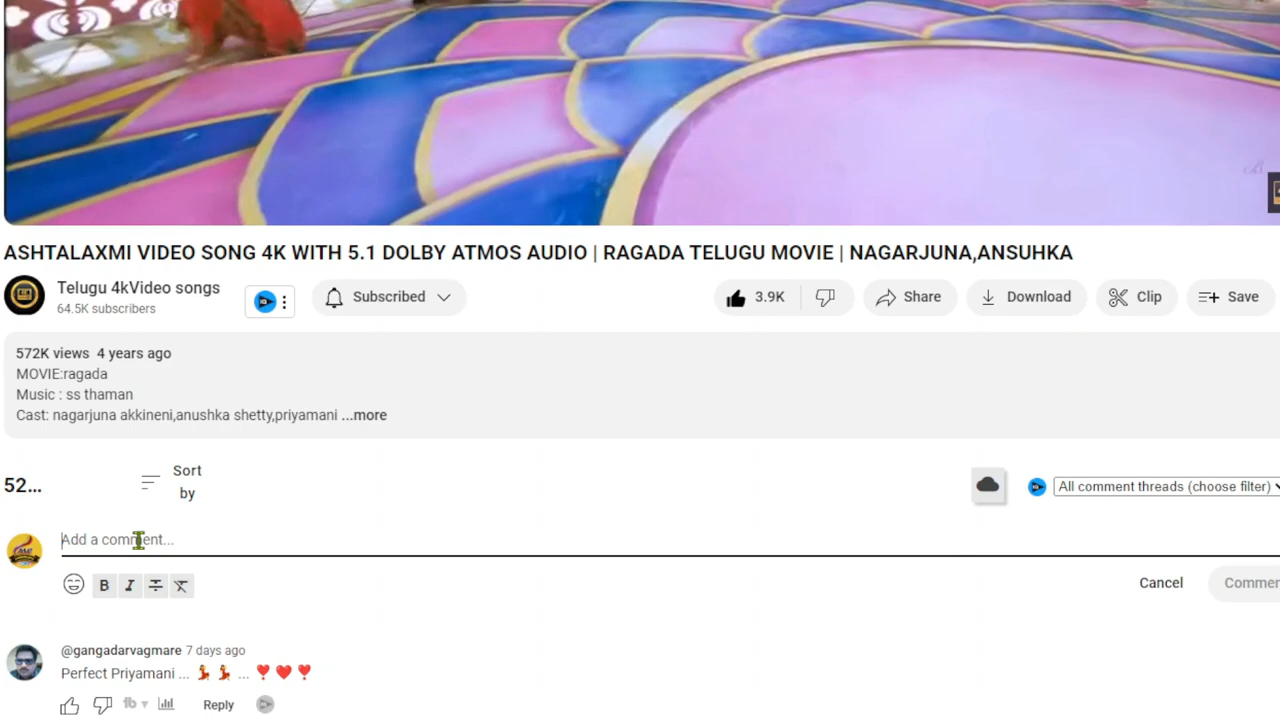 ASHTALAXMI VIDEO SONG 4K WITH 5.1 DOLBY ATMOS AUDIO | RAGADA TELUGU MOVIE | NAGARJUNA,ANSUHKA
Telugu 4kVideo songs
64.5K subscribers
Subscribed
3.9K
Share
Download
Clip
Save
572K views 4 years ago
MOVIE:ragada
Music : ss thaman
Cast: nagarjuna akkineni,anushka shetty,priyamani ...more
52...
Sort
by
All comment threads (choose filter)
Add a comment...
B I
Cancel
Commen
@gangadarvagmare 7 days ago
Perfect Priyamani ... 💃 💃 ... ❣️ ❤️ ❣️
Reply